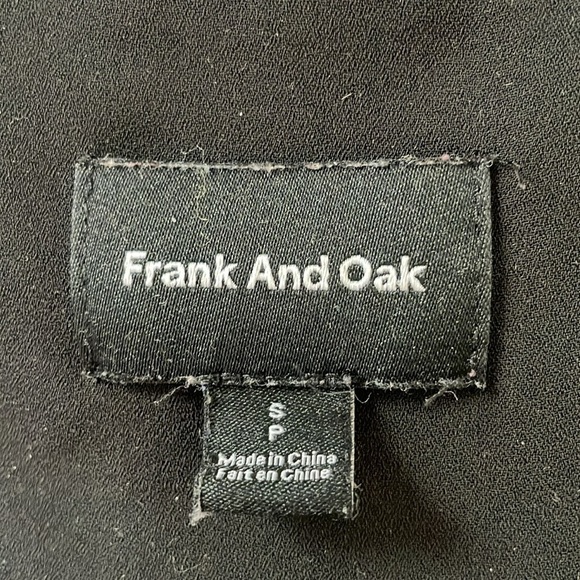 Frank And Oak
S
P
Made in China
Fait en Chine